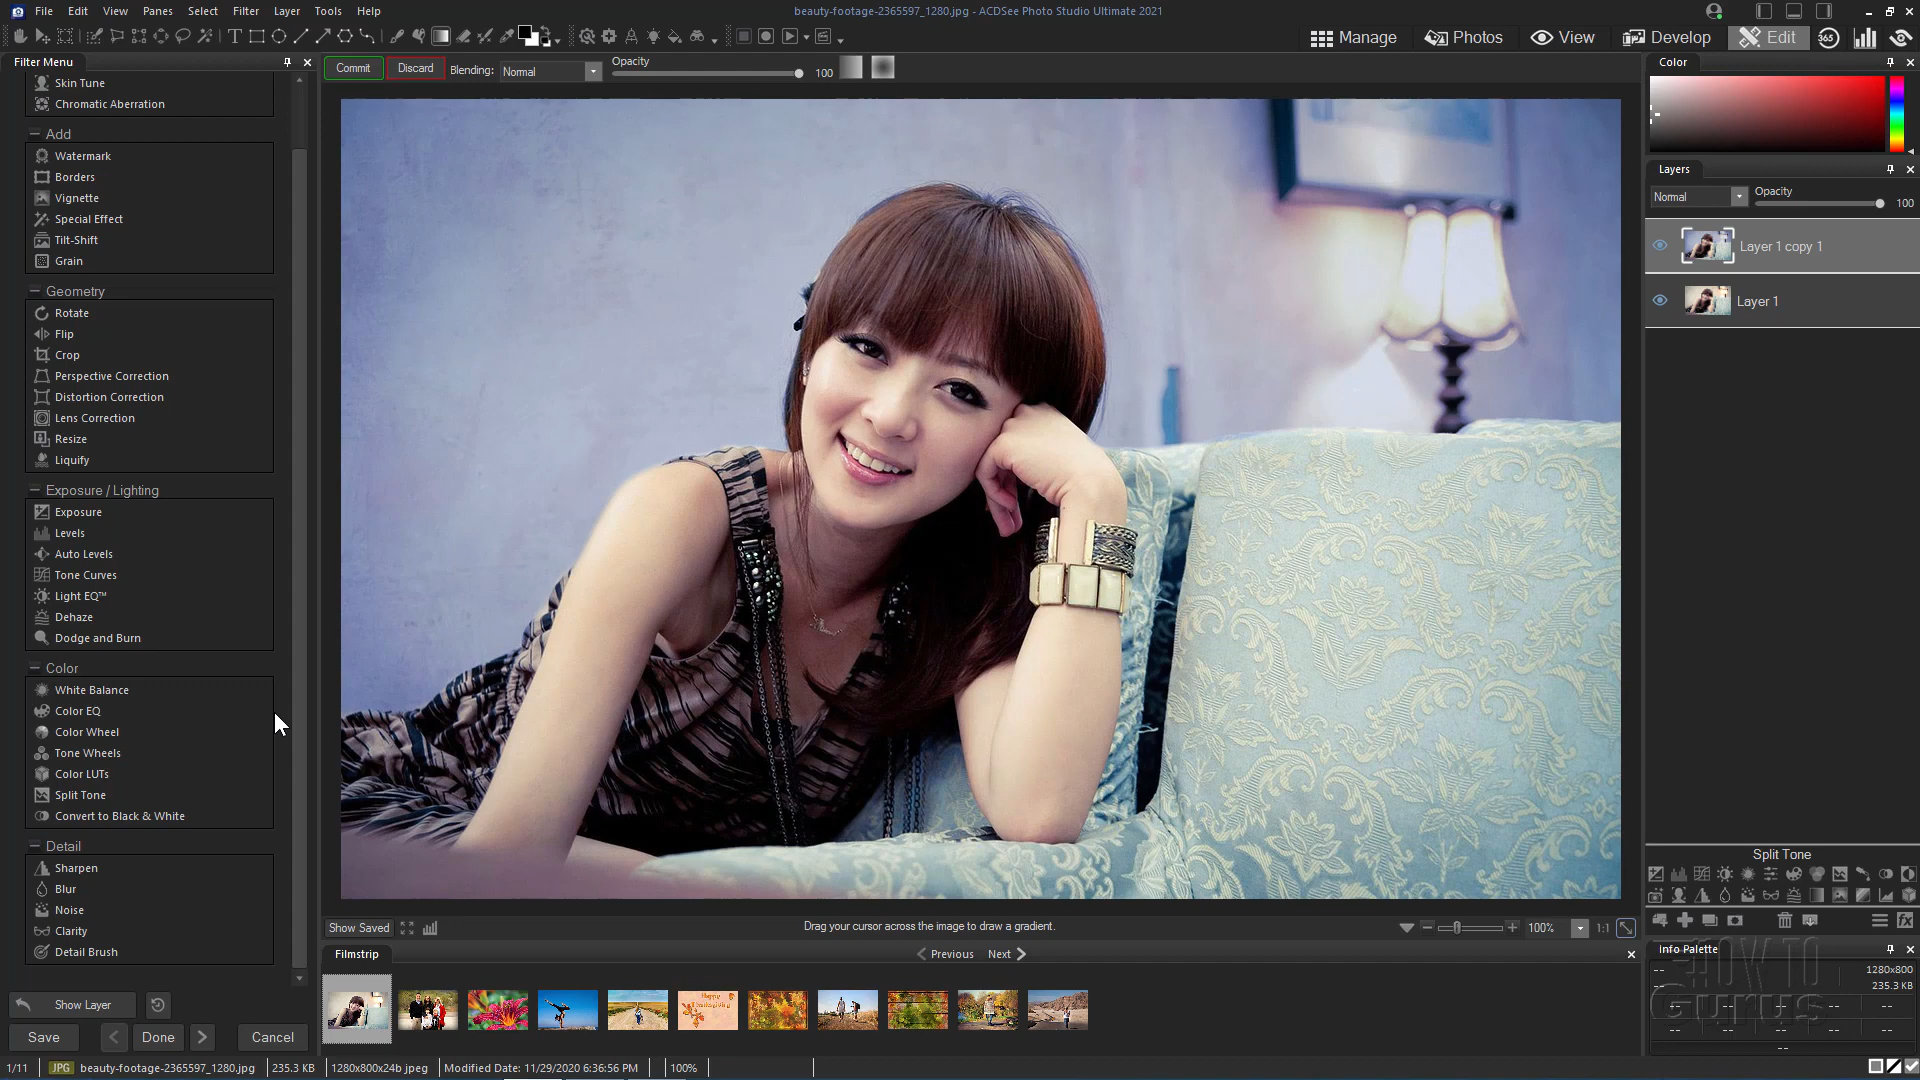 beauty-footage-2365597_1280.jpg - ACDSee Photo Studio Ultimate 2021
File Edit View Panes Select Filter Layer Tools Help
Manage Photos View Develop Edit 365
Filter Menu
Skin Tune
Chromatic Aberration
Add
Watermark
Borders
Vignette
Special Effect
Tilt-Shift
Grain
Geometry
Rotate
Flip
Crop
Perspective Correction
Distortion Correction
Lens Correction
Resize
Liquify
Exposure / Lighting
Exposure
Levels
Auto Levels
Tone Curves
Light EQ™
Dehaze
Dodge and Burn
Color
White Balance
Color EQ
Color Wheel
Tone Wheels
Color LUTs
Split Tone
Convert to Black & White
Detail
Sharpen
Blur
Noise
Clarity
Detail Brush
Show Layer
Save Done Cancel
Commit Discard Blending: Normal Opacity 100
Show Saved Drag your cursor across the image to draw a gradient. 100% 1:1
Filmstrip Previous Next
Happy
Thanksgiving
Color
Layers
Normal Opacity 100
Layer 1 copy 1
Layer 1
Split Tone
fx
Info Palette
-- 1280x800
-- 235.3 KB
-- -- -- --
-- -- -- --
--
HOW TO
Gurus
1/11 JPG beauty-footage-2365597_1280.jpg 235.3 KB 1280x800x24b jpeg Modified Date: 11/29/2020 6:36:56 PM 100%